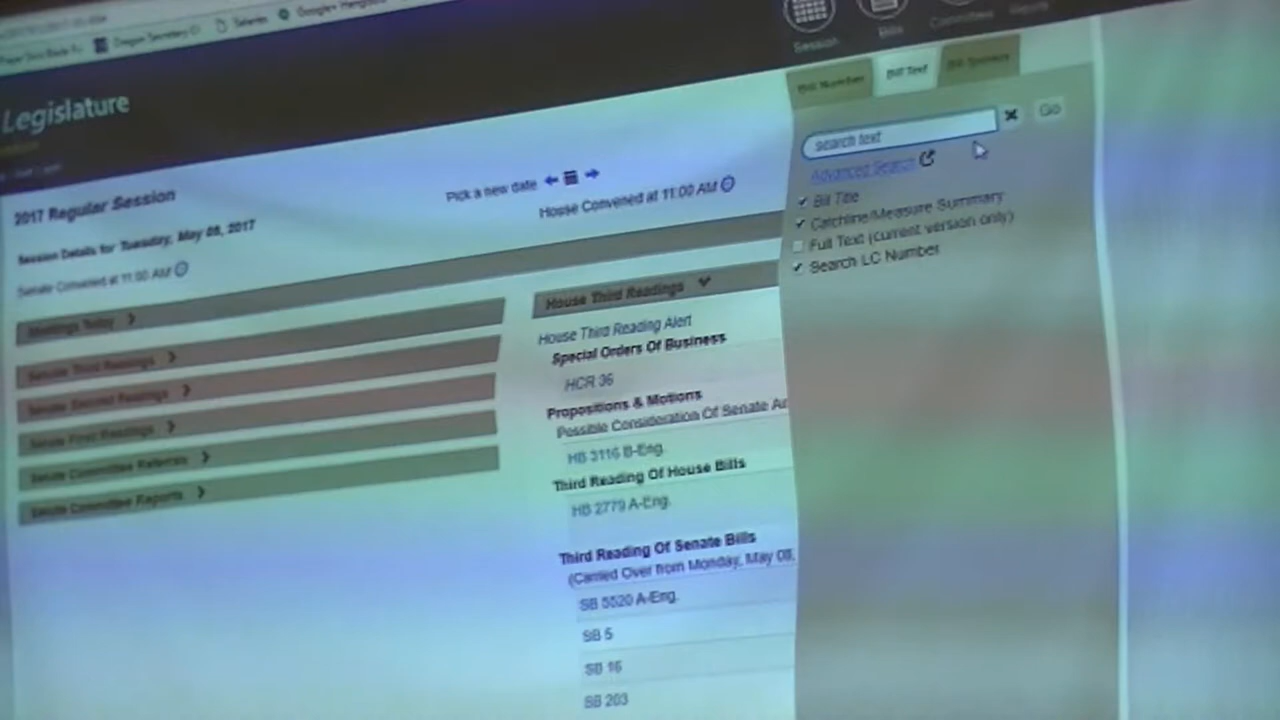 Oregon Secretary O
Salaries
Google+ Hangouts
Legislature
Session
Bills
Committees
Reports
Bill Number
Bill Text
Bill Sponsors
search text
Go
Advanced Search
Bill Title
Catchline/Measure Summary
Full Text (current version only)
Search LC Number
2017 Regular Session
Pick a new date
Session Details for Tuesday, May 09, 2017
House Convened at 11:00 AM
Senate Convened at 11:00 AM
Meetings Today
Senate Third Readings
Senate Second Readings
Senate First Readings
Senate Committee Referrals
Senate Committee Reports
House Third Readings
House Third Reading Alert
Special Orders Of Business
HCR 36
Propositions & Motions
Possible Consideration Of Senate Am
HB 3116 B-Eng.
Third Reading Of House Bills
HB 2779 A-Eng.
Third Reading Of Senate Bills
(Carried Over from Monday, May 08,
SB 5520 A-Eng.
SB 5
SB 16
SB 203